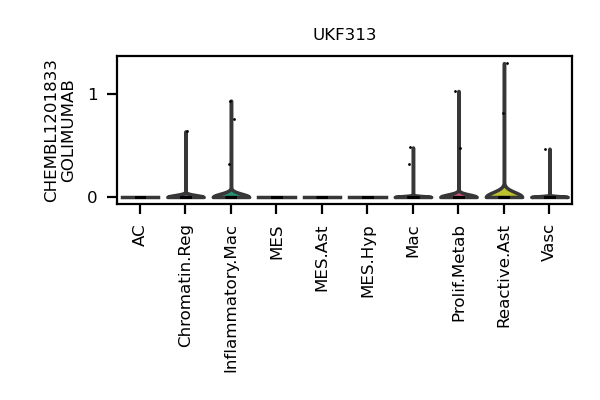 UKF313
CHEMBL1201833
GOLIMUMAB
1
0
AC
Chromatin.Reg
Inflammatory.Mac
MES
MES.Ast
MES.Hyp
Mac
Prolif.Metab
Reactive.Ast
Vasc